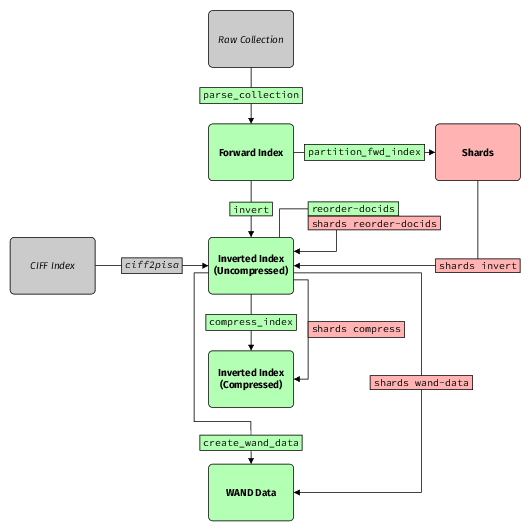 Raw Collection
parse_collection
Forward Index
partition_fwd_index
Shards
invert
reorder-docids
shards reorder-docids
CIFF Index
ciff2pisa
Inverted Index
(Uncompressed)
shards invert
compress_index
shards compress
Inverted Index
(Compressed)
shards wand-data
create_wand_data
WAND Data